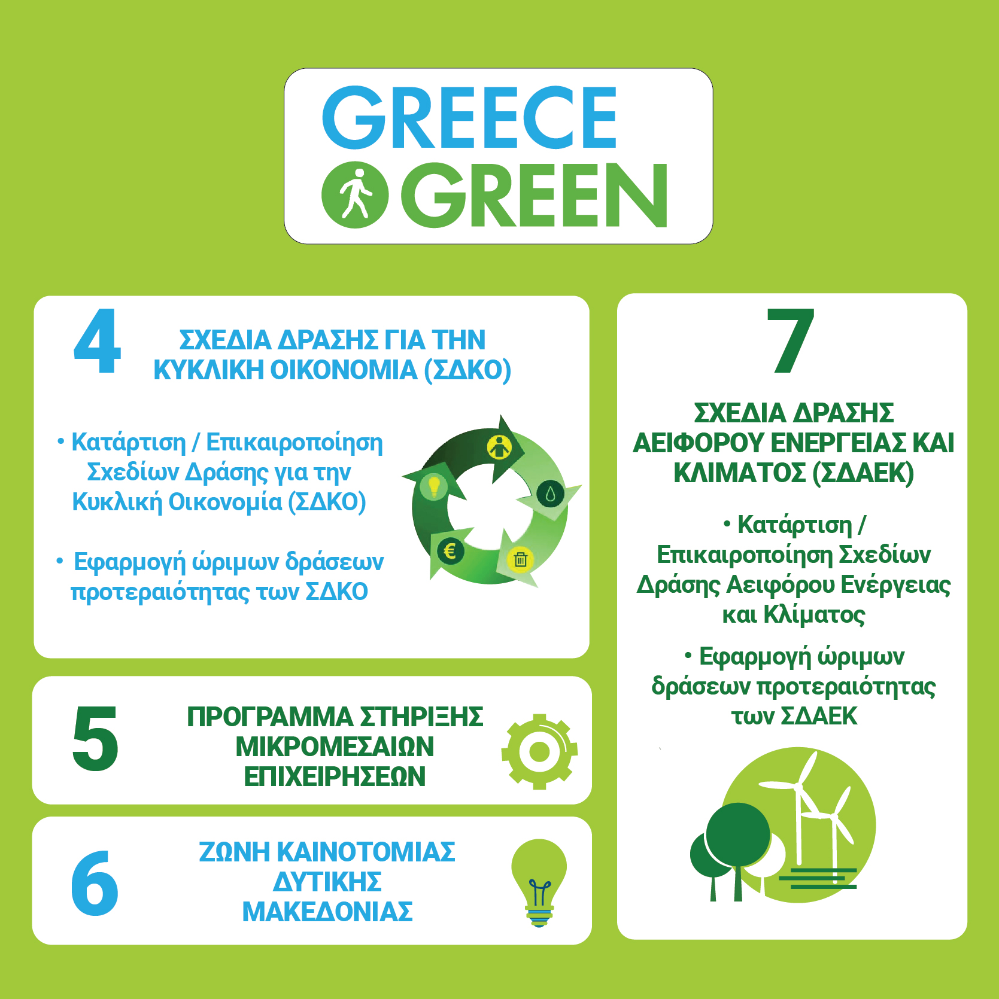 GREECE
GREEN
4
ΣΧΕΔΙΑ ΔΡΑΣΗΣ ΓΙΑ ΤΗΝ
ΚΥΚΛΙΚΗ ΟΙΚΟΝΟΜΙΑ (ΣΔΚΟ)
• Κατάρτιση / Επικαιροποίηση
Σχεδίων Δράσης για την
Κυκλική Οικονομία (ΣΔΚΟ)
• Εφαρμογή ώριμων δράσεων
προτεραιότητας των ΣΔΚΟ
€
5
ΠΡΟΓΡΑΜΜΑ ΣΤΗΡΙΞΗΣ
ΜΙΚΡΟΜΕΣΑΙΩΝ
ΕΠΙΧΕΙΡΗΣΕΩΝ
6
ΖΩΝΗ ΚΑΙΝΟΤΟΜΙΑΣ
ΔΥΤΙΚΗΣ
ΜΑΚΕΔΟΝΙΑΣ
7
ΣΧΕΔΙΑ ΔΡΑΣΗΣ
ΑΕΙΦΟΡΟΥ ΕΝΕΡΓΕΙΑΣ ΚΑΙ
ΚΛΙΜΑΤΟΣ (ΣΔΑΕΚ)
• Κατάρτιση /
Επικαιροποίηση Σχεδίων
Δράσης Αειφόρου Ενέργειας
και Κλίματος
• Εφαρμογή ώριμων
δράσεων προτεραιότητας
των ΣΔΑΕΚ